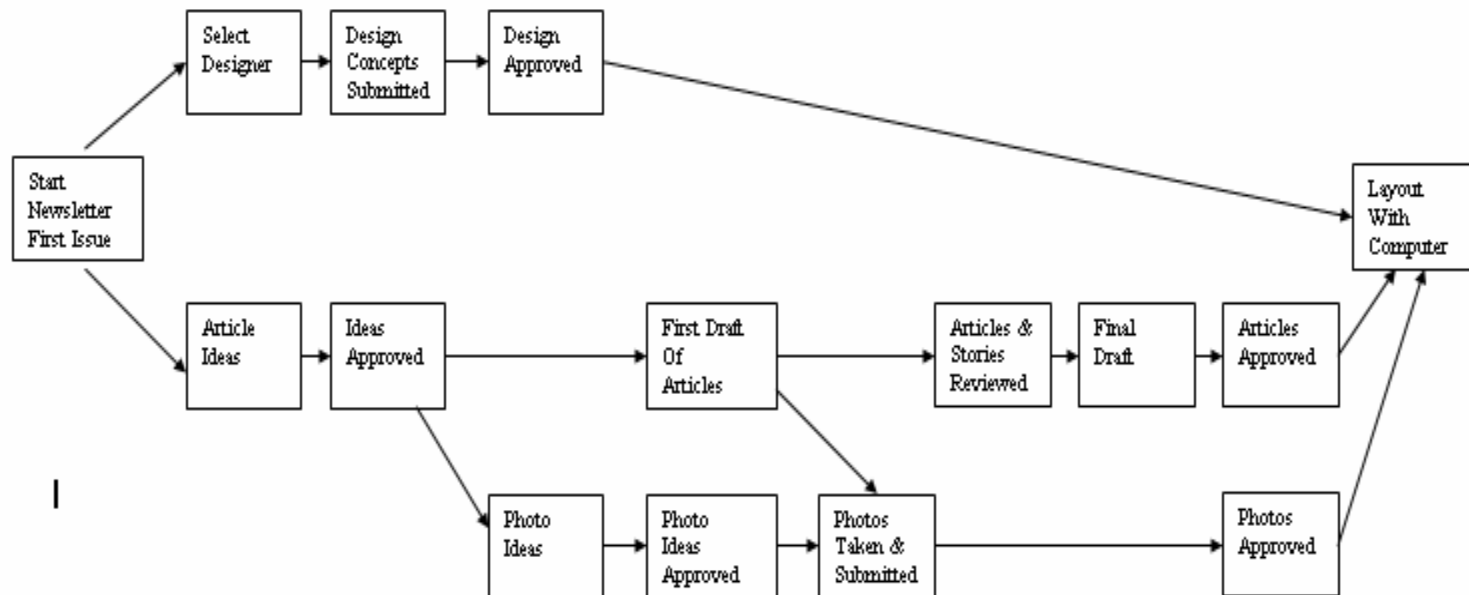 Select
Designer
Design
Concepts
Submitted
Design
Approved
Start
Newsletter
First Issue
Layout
With
Computer
Article
Ideas
Ideas
Approved
First Draft
Of
Articles
Articles &
Stories
Reviewed
Final
Draft
Articles
Approved
Photo
Ideas
Photo
Ideas
Approved
Photos
Taken &
Submitted
Photos
Approved